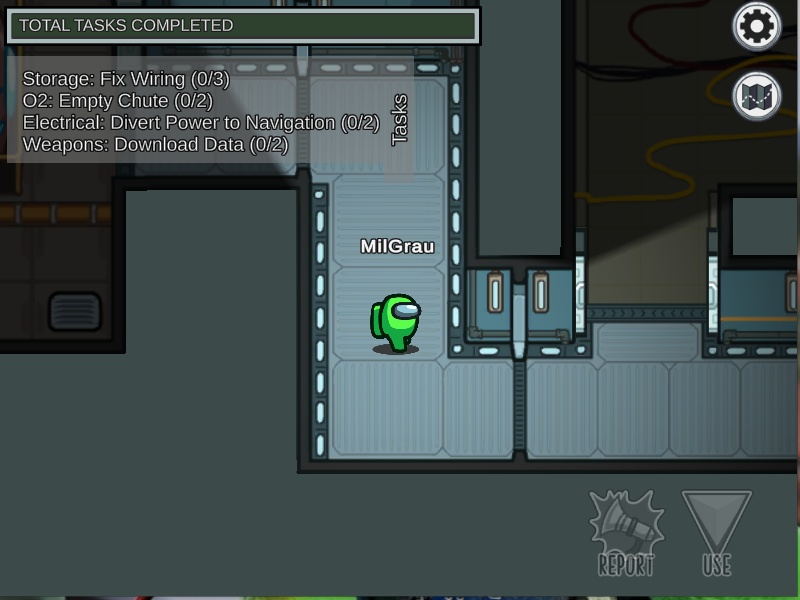 TOTAL TASKS COMPLETED
Storage: Fix Wiring (0/3)
O2: Empty Chute (0/2)
Electrical: Divert Power to Navigation (0/2)
Weapons: Download Data (0/2)
Tasks
MilGrau
REPORT
USE